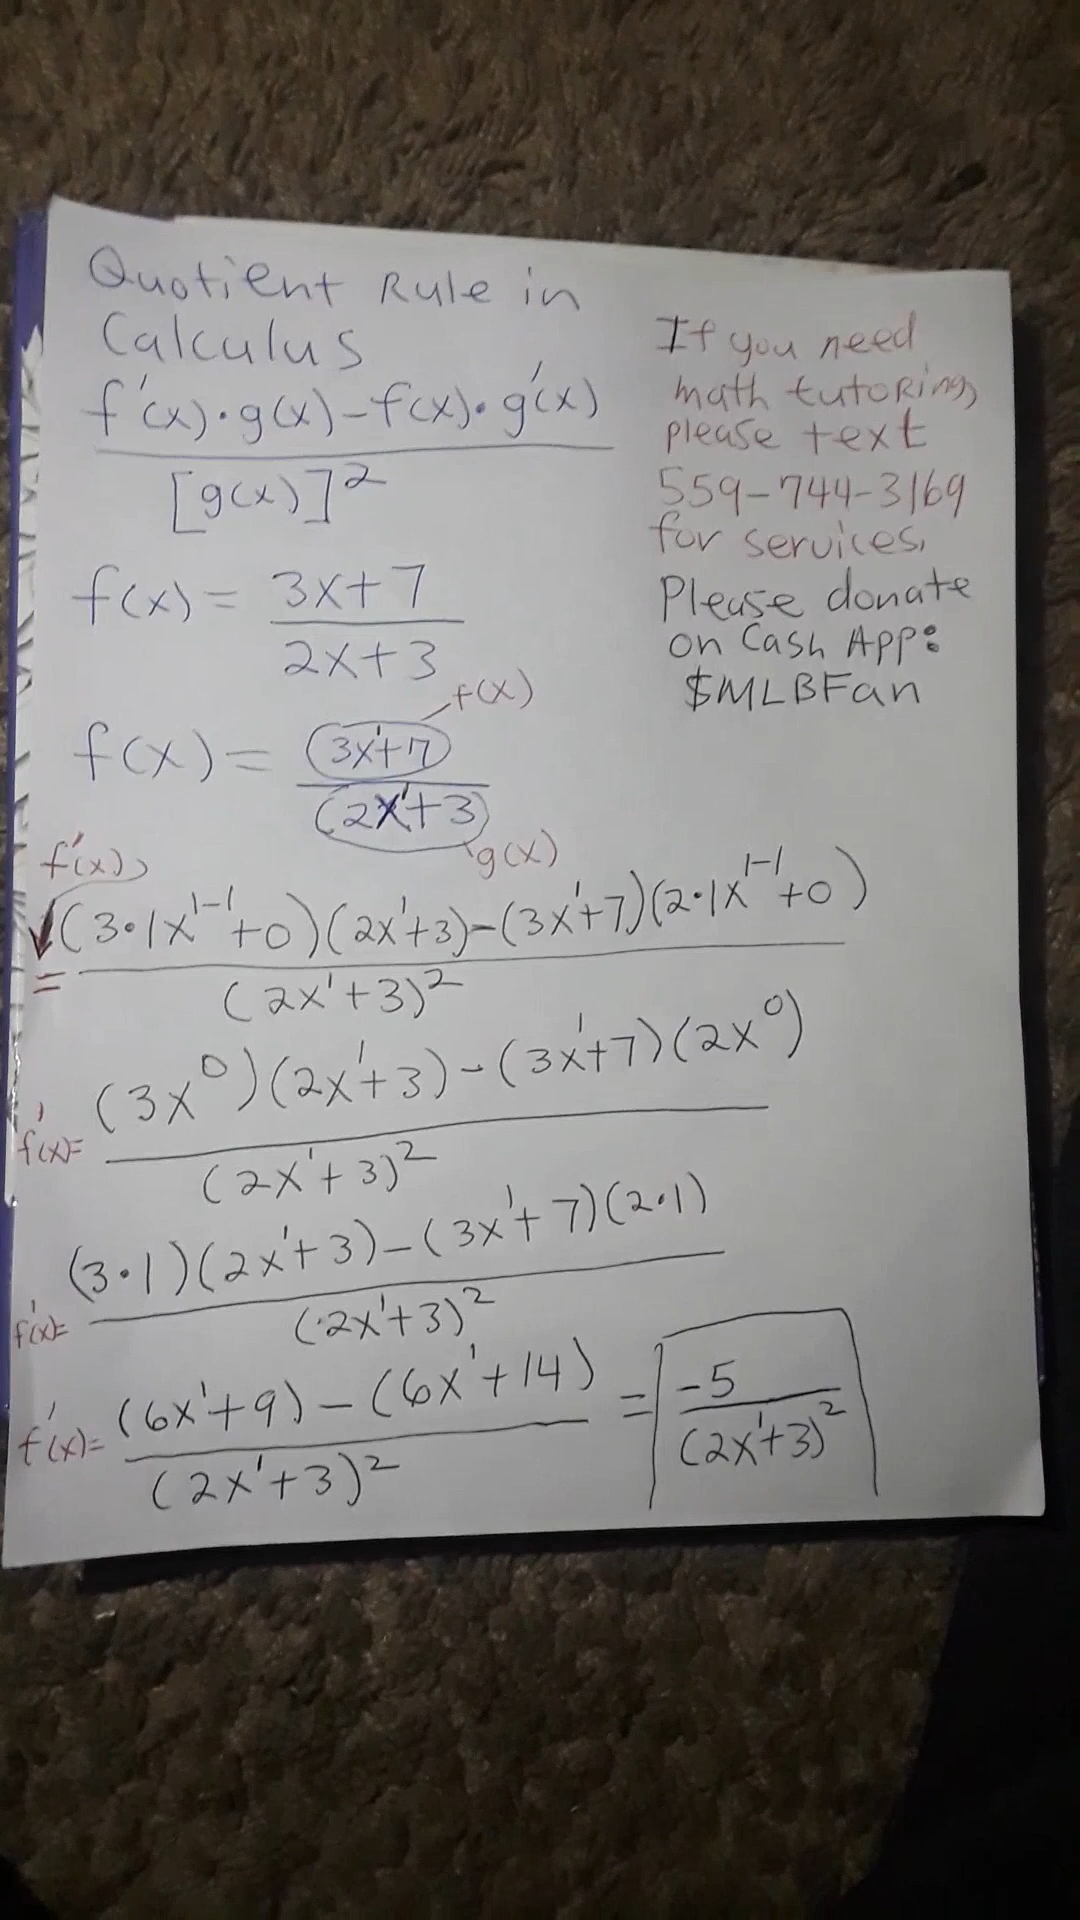 Quotient Rule in
Calculus
f'(x)·g(x)-f(x)·g'(x)
[g(x)]²
f(x)= 3x+7
2x+3
f(x)= (3x¹+7) f(x)
(2x¹+3) g(x)
f'(x)
= (3·1x¹⁻¹+0)(2x¹+3)-(3x¹+7)(2·1x¹⁻¹+0)
(2x¹+3)²
f'(x)= (3x⁰)(2x¹+3)-(3x¹+7)(2x⁰)
(2x¹+3)²
f'(x)= (3·1)(2x¹+3)-(3x¹+7)(2·1)
(2x¹+3)²
f'(x)= (6x¹+9)-(6x¹+14) = -5
(2x¹+3)² (2x¹+3)²
If you need
math tutoring,
please text
559-744-3169
for services.
Please donate
on Cash App:
$MLBFan